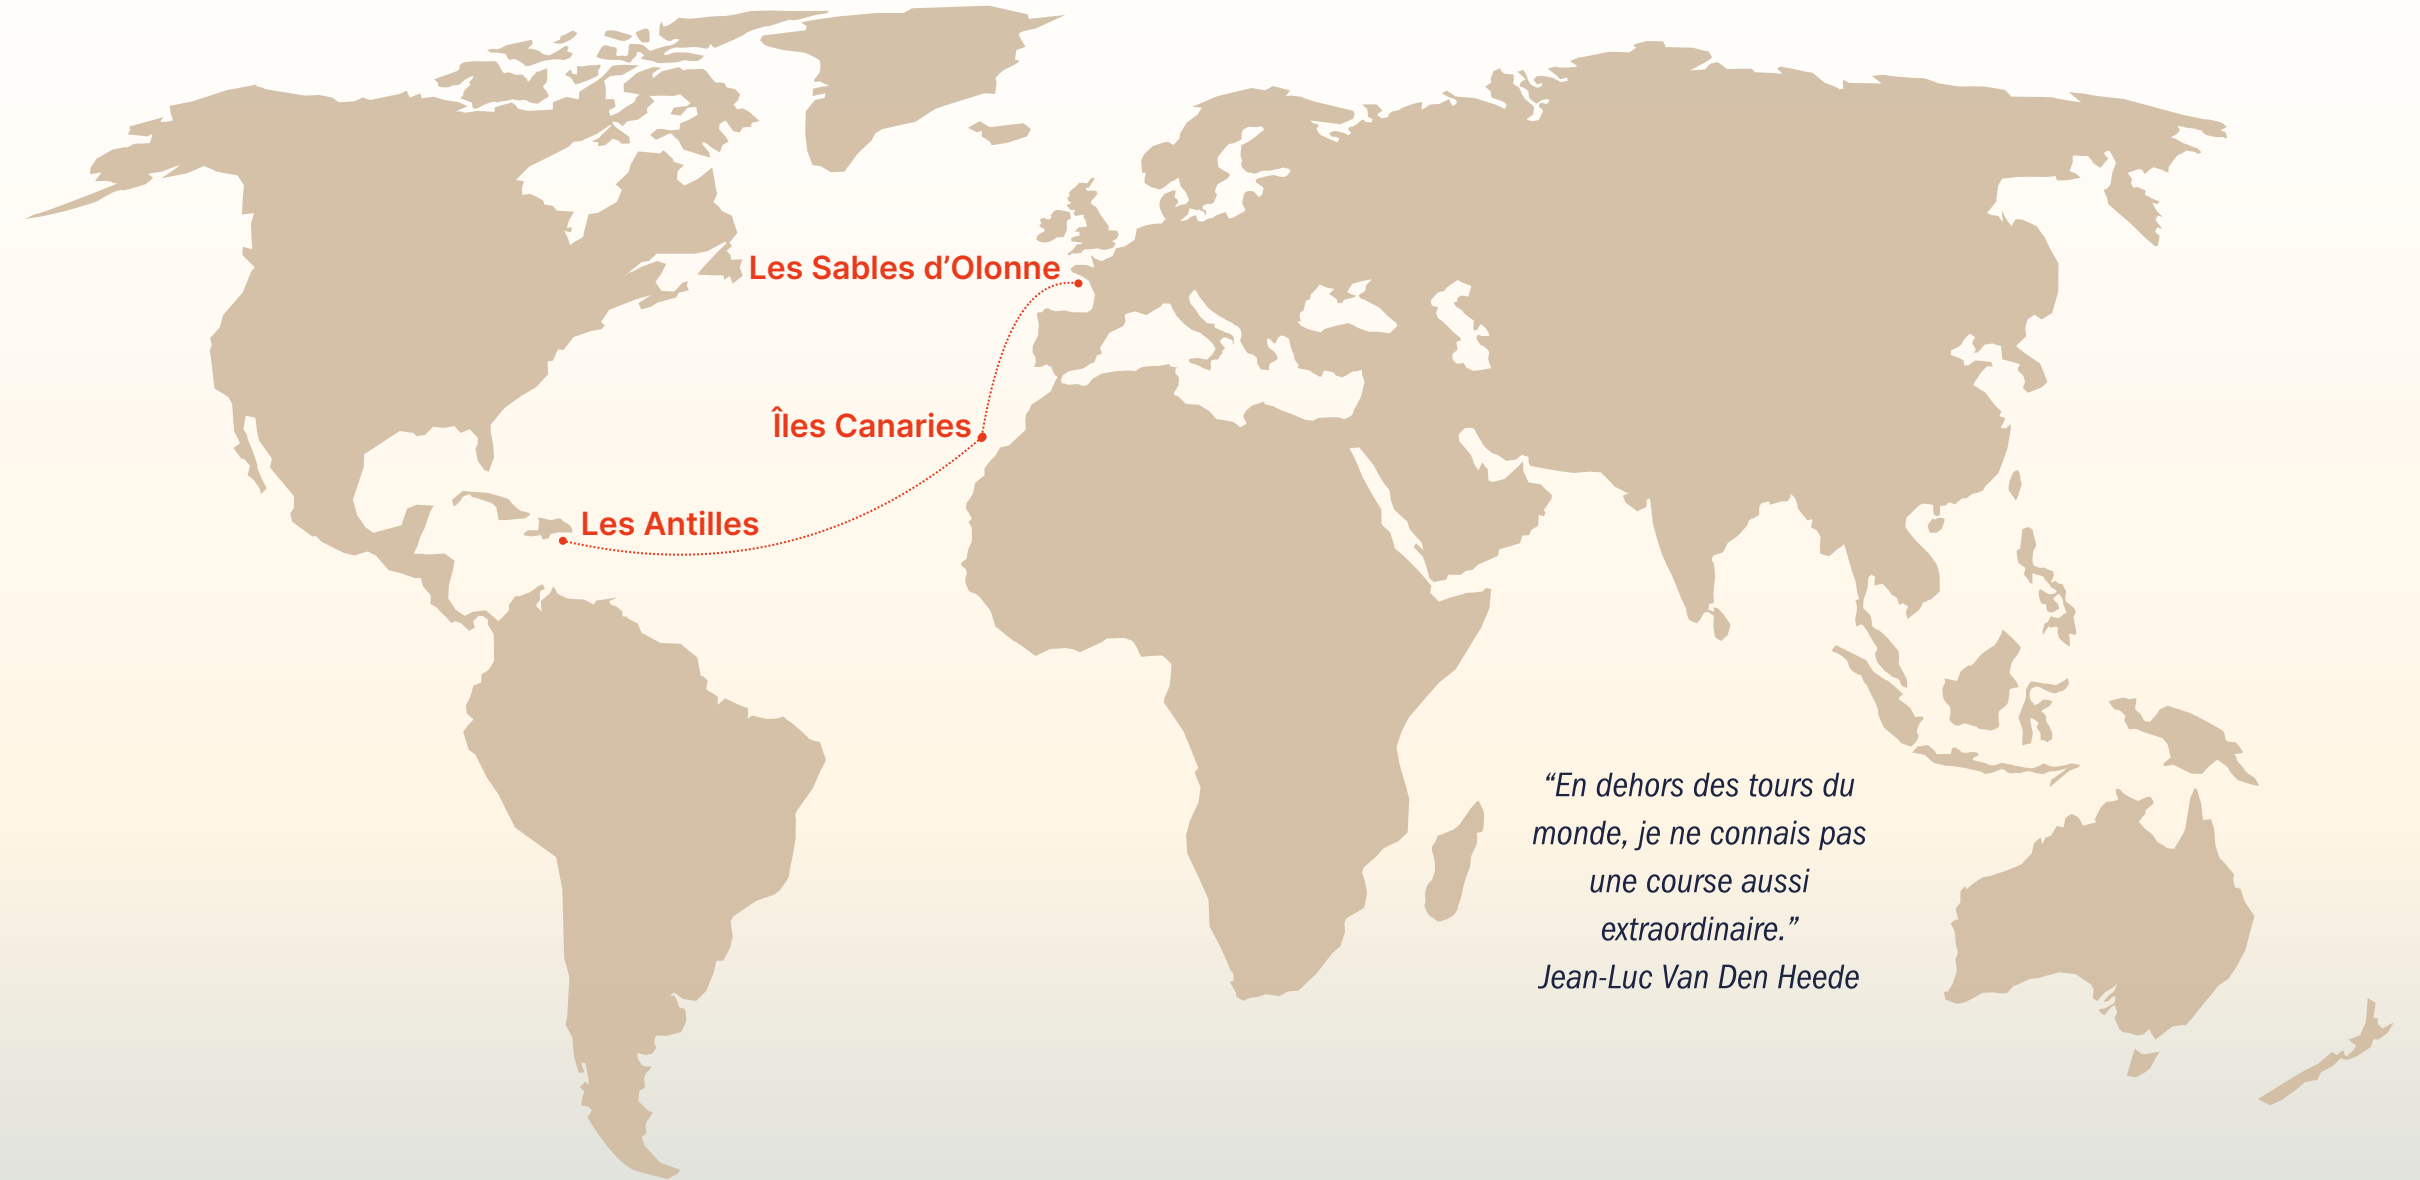 Les Sables d’Olonne
Îles Canaries
Les Antilles
“En dehors des tours du
monde, je ne connais pas
une course aussi
extraordinaire.”
Jean-Luc Van Den Heede